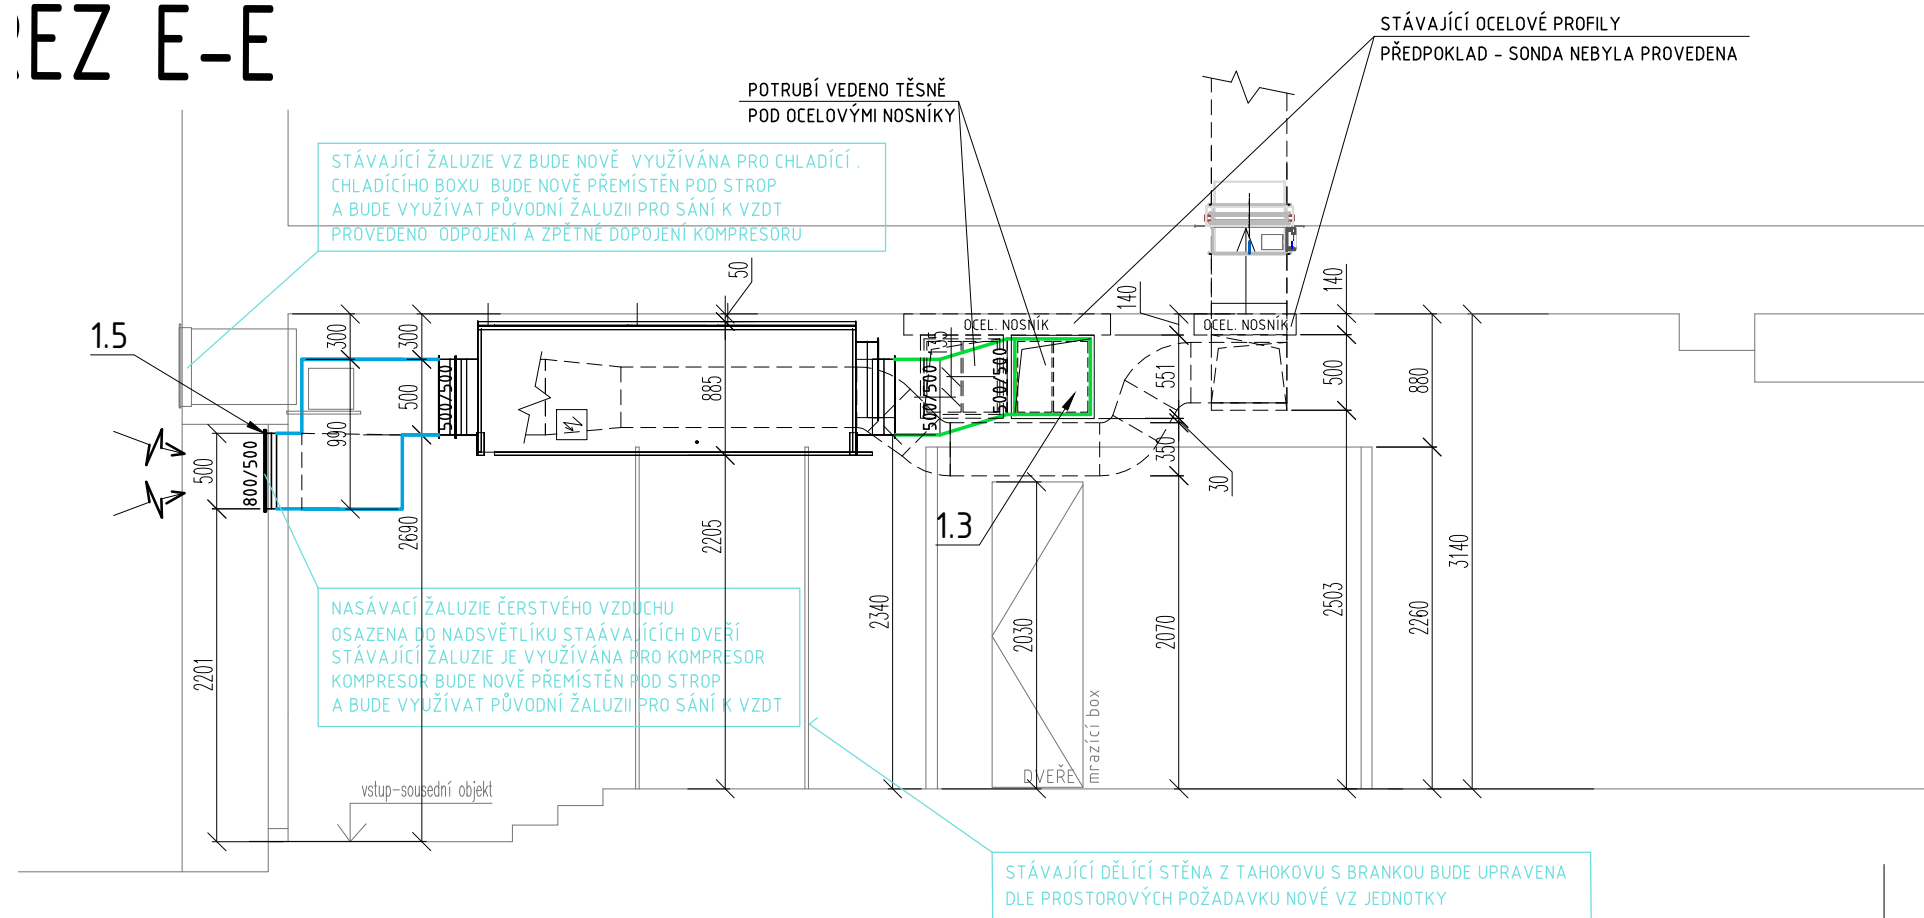 ŘEZ E-E
STÁVAJÍCÍ OCELOVÉ PROFILY
PŘEDPOKLAD - SONDA NEBYLA PROVEDENA
POTRUBÍ VEDENO TĚSNĚ
POD OCELOVÝMI NOSNÍKY
STÁVAJÍCÍ ŽALUZIE VZ BUDE NOVĚ VYUŽÍVÁNA PRO CHLADÍCÍ .
CHLADÍCÍHO BOXU BUDE NOVĚ PŘEMÍSTĚN POD STROP
A BUDE VYUŽÍVAT PŮVODNÍ ŽALUZII PRO SÁNÍ K VZDT
PROVEDENO ODPOJENÍ A ZPĚTNÉ DOPOJENÍ KOMPRESORU
50
140
140
1.5
300
300
OCEL. NOSNÍK
OCEL. NOSNÍK
35
500
990
500/500
885
500/500
500/500
551
500
880
500
800/500
350
30
1.3
2690
2205
2340
2030
2070
2503
2260
3140
2201
NASÁVACÍ ŽALUZIE ČERSTVÉHO VZDUCHU
OSAZENA DO NADSVĚTLÍKU STAÁVAJÍCÍCH DVEŘÍ
STÁVAJÍCÍ ŽALUZIE JE VYUŽÍVÁNA PRO KOMPRESOR
KOMPRESOR BUDE NOVĚ PŘEMÍSTĚN POD STROP
A BUDE VYUŽÍVAT PŮVODNÍ ŽALUZII PRO SÁNÍ K VZDT
DVEŘE
mrazící box
vstup-sousední objekt
STÁVAJÍCÍ DĚLÍCÍ STĚNA Z TAHOKOVU S BRANKOU BUDE UPRAVENA
DLE PROSTOROVÝCH POŽADAVKU NOVÉ VZ JEDNOTKY